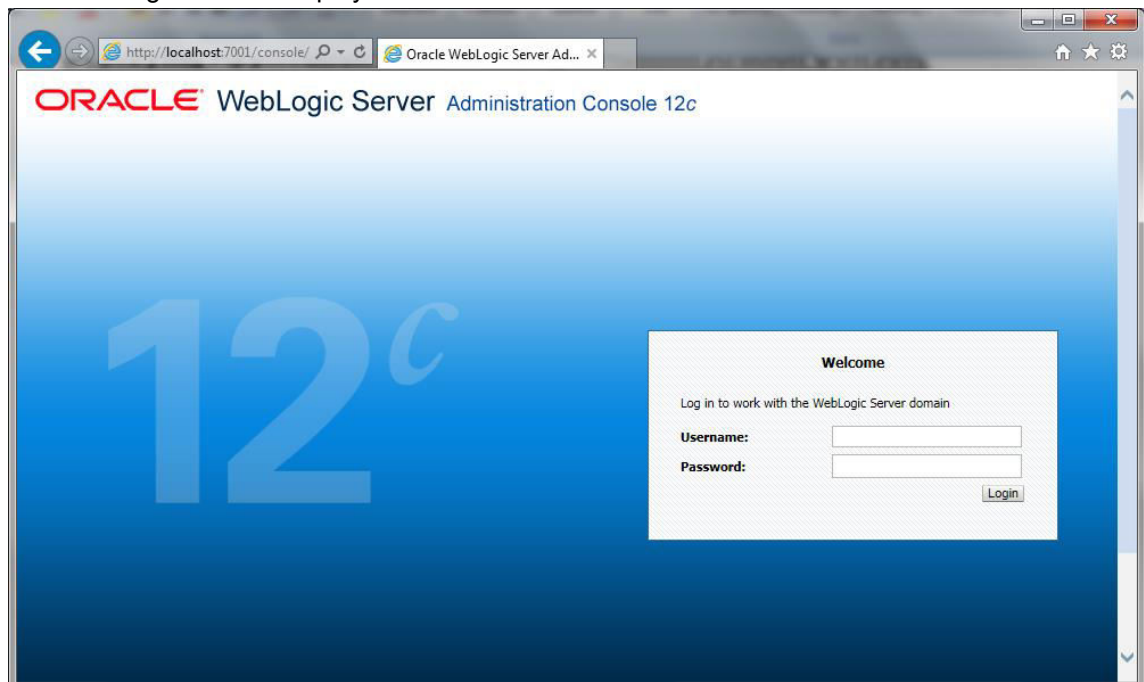 http://localhost:7001/console/
Oracle WebLogic Server Ad...
ORACLE WebLogic Server Administration Console 12c
12c
Welcome
Log in to work with the WebLogic Server domain
Username:
Password:
Login